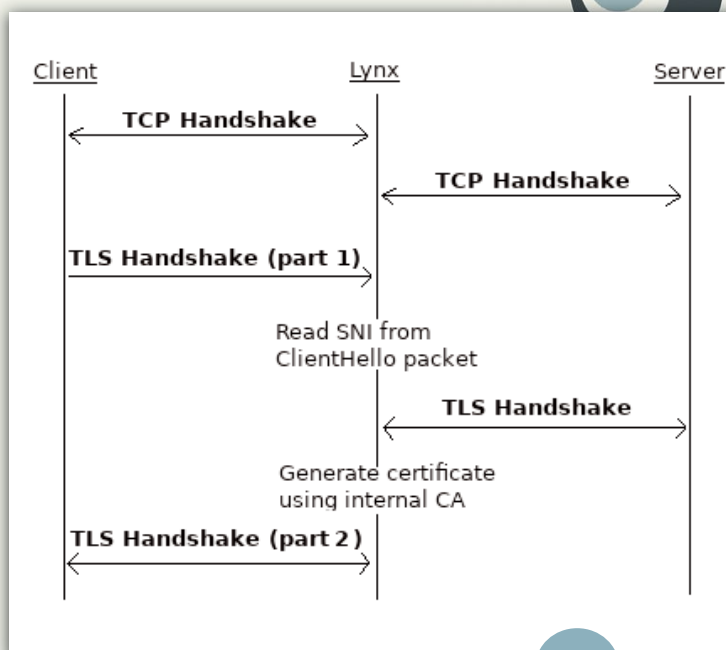 Client
Lynx
Server
TCP Handshake
TCP Handshake
TLS Handshake (part 1)
Read SNI from
ClientHello packet
TLS Handshake
Generate certificate
using internal CA
TLS Handshake (part 2)